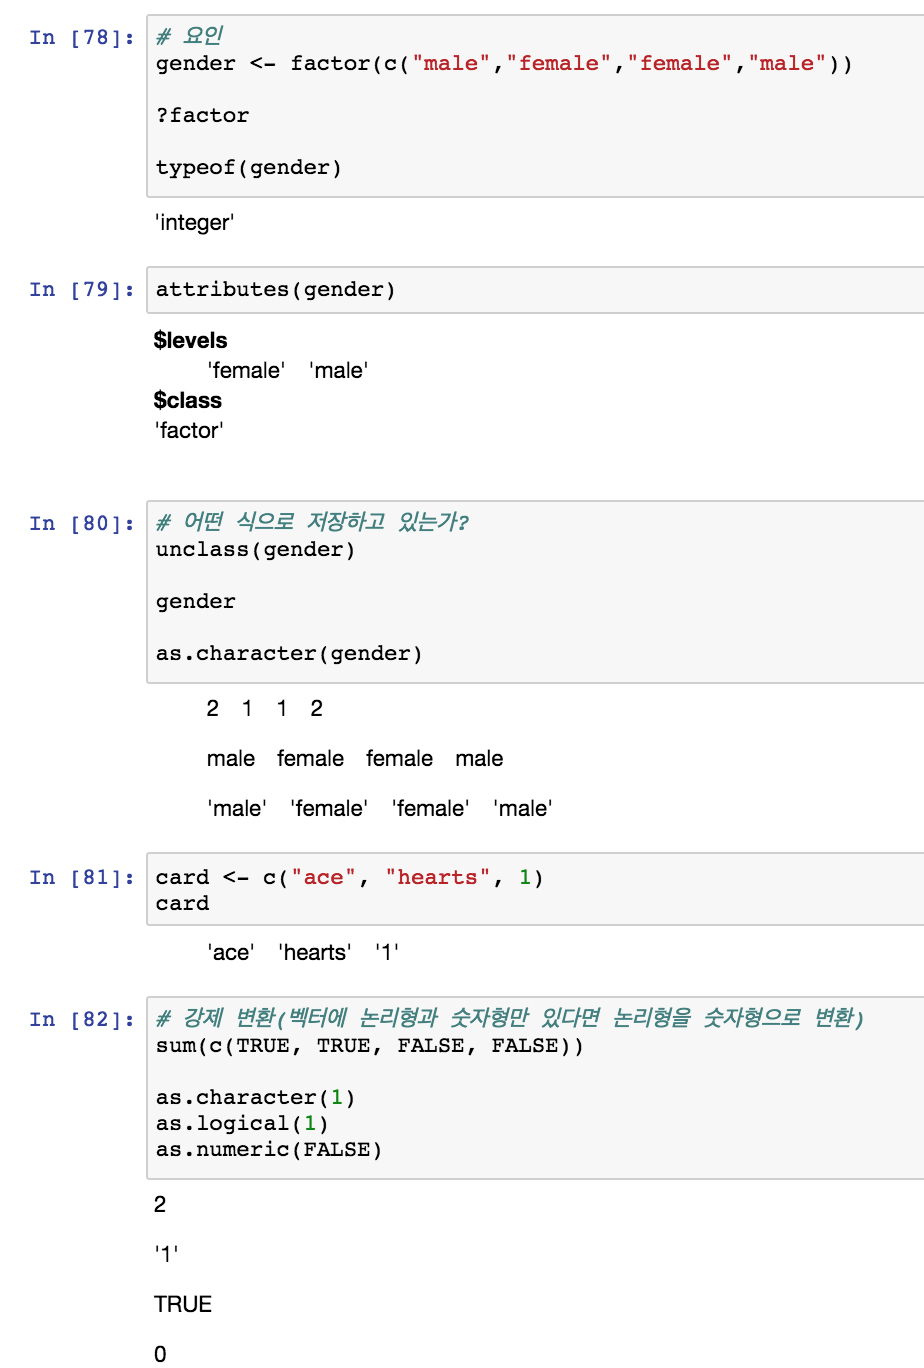 In [78]:
# 요인
gender <- factor(c("male","female","female","male"))
?factor
typeof(gender)
'integer'
In [79]:
attributes(gender)
$levels
'female' 'male'
$class
'factor'
In [80]:
# 어떤 식으로 저장하고 있는가?
unclass(gender)
gender
as.character(gender)
2 1 1 2
male female female male
'male' 'female' 'female' 'male'
In [81]:
card <- c("ace", "hearts", 1)
card
'ace' 'hearts' '1'
In [82]:
# 강제 변환(벡터에 논리형과 숫자형만 있다면 논리형을 숫자형으로 변환)
sum(c(TRUE, TRUE, FALSE, FALSE))
as.character(1)
as.logical(1)
as.numeric(FALSE)
2
'1'
TRUE
0